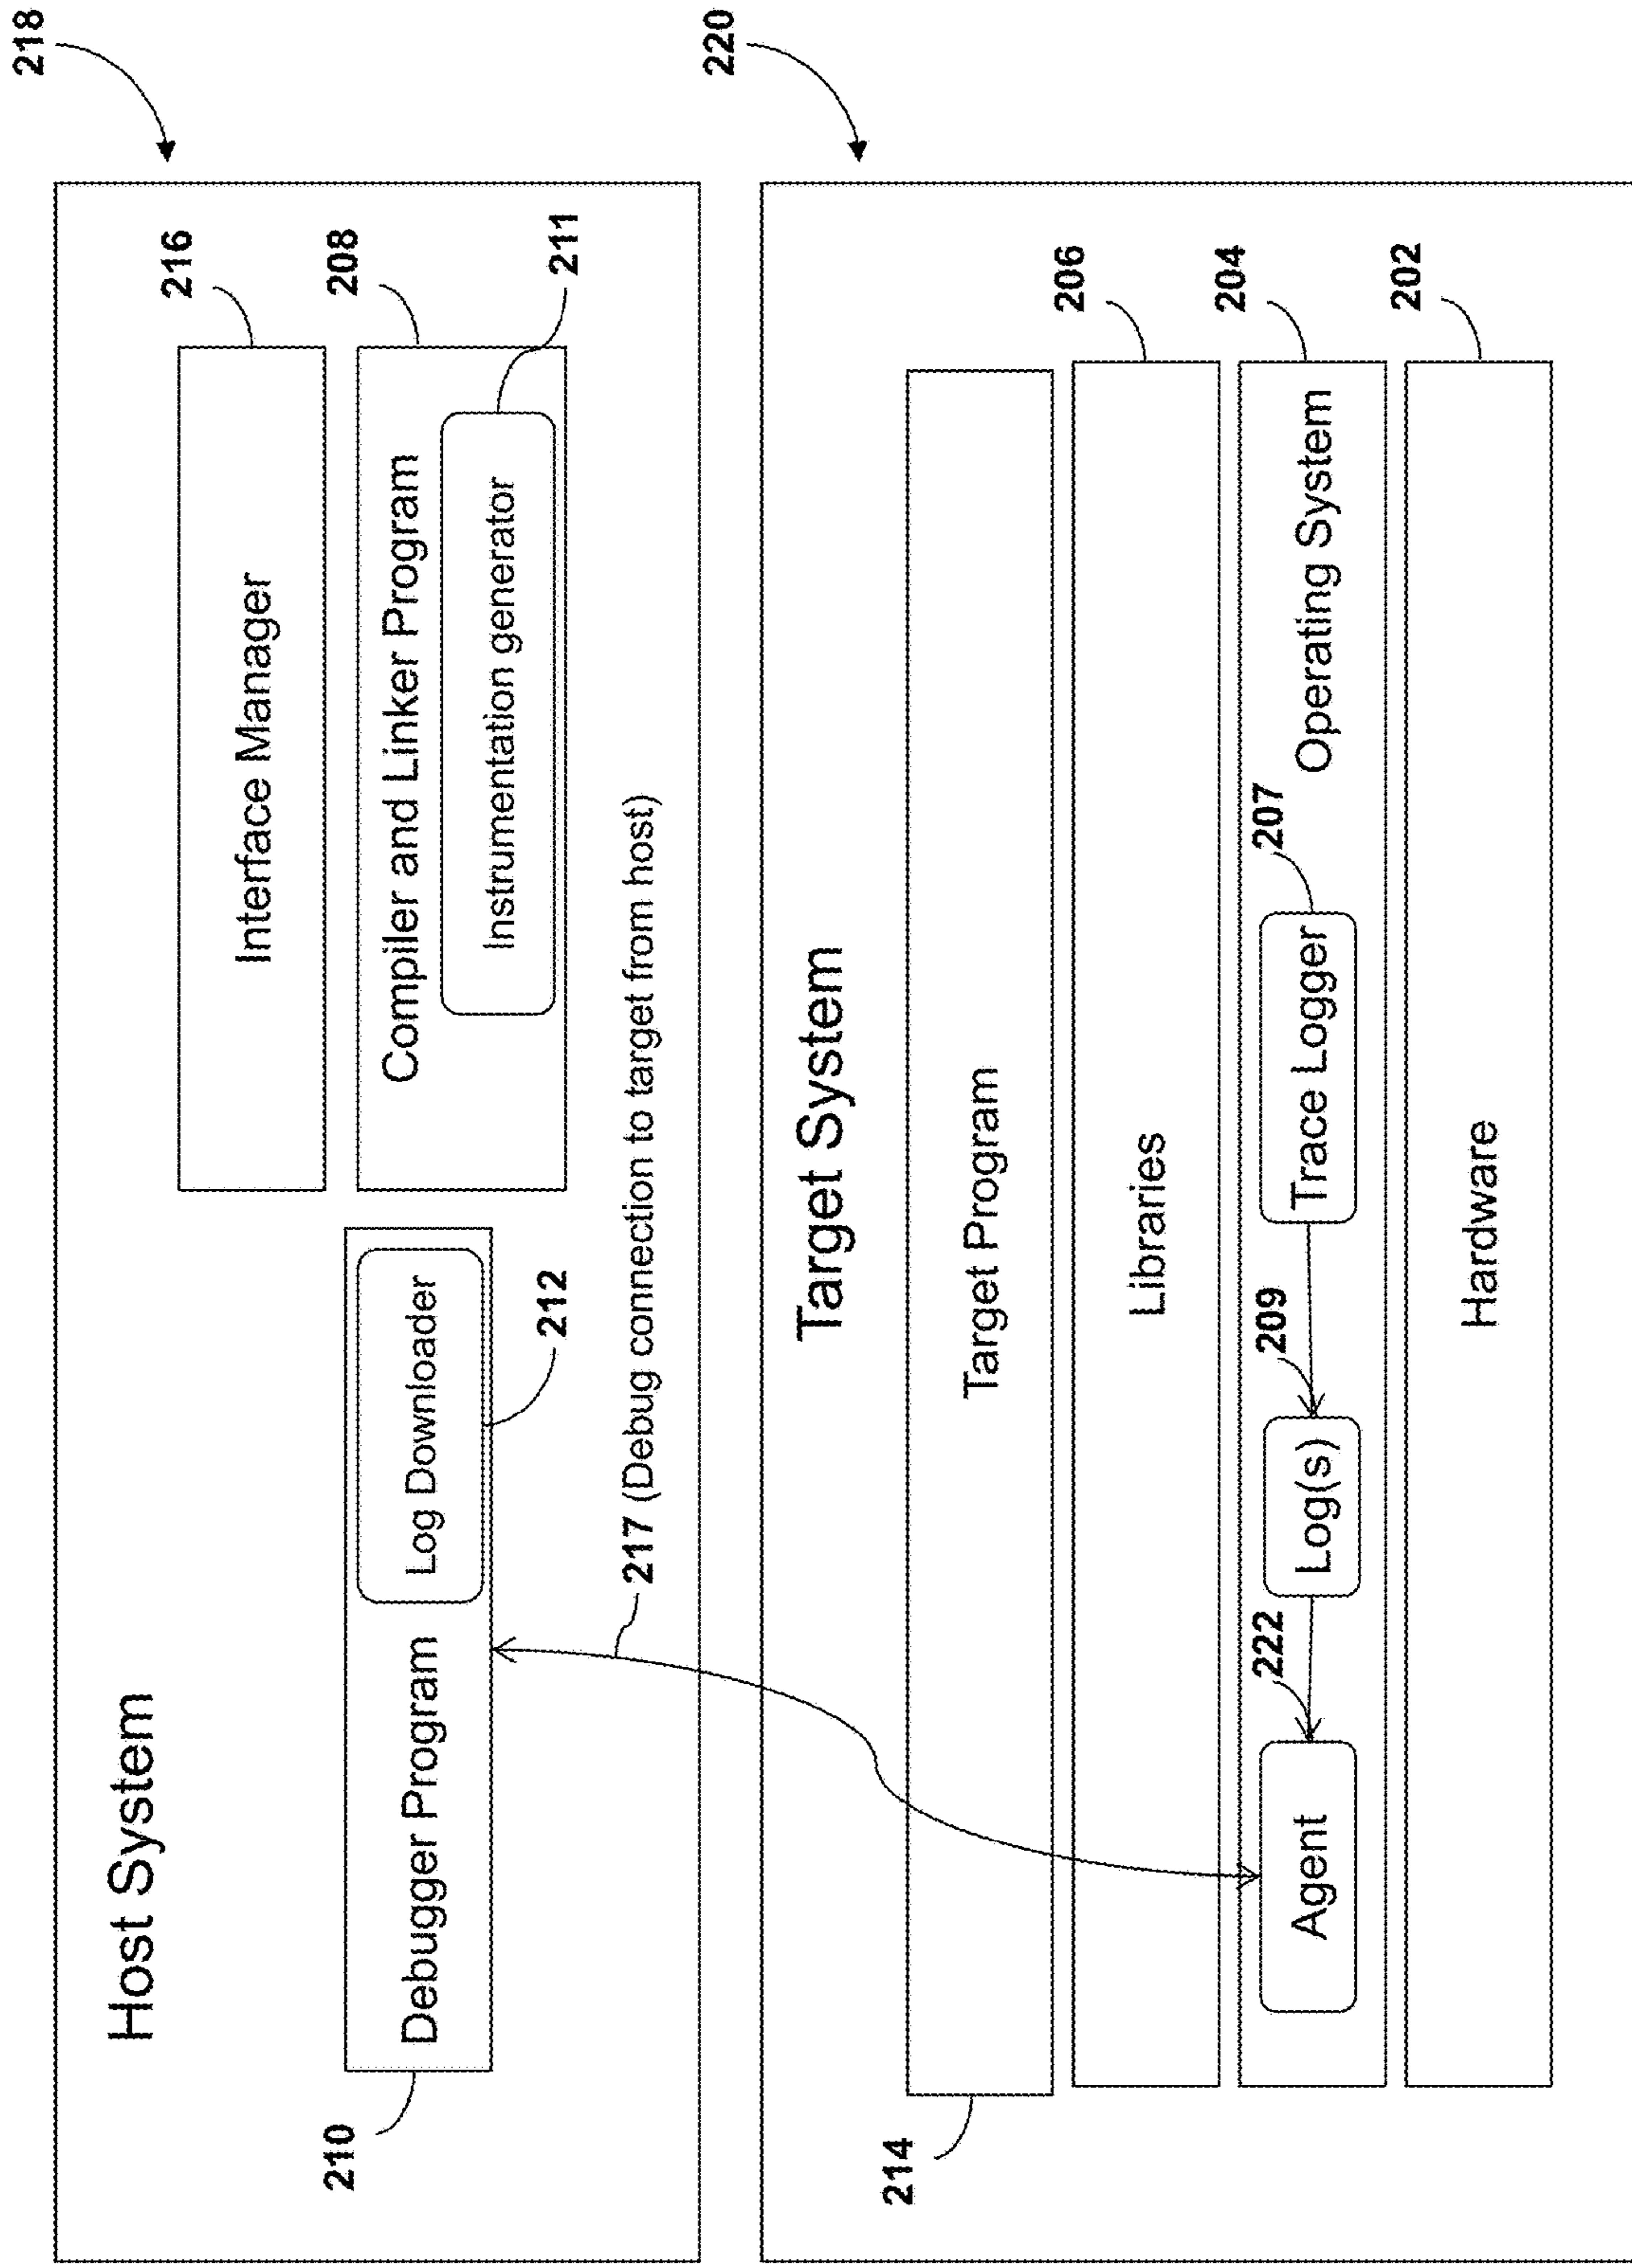 218
Host System
216
Interface Manager
210
Debugger Program
Log Downloader
212
208
Compiler and Linker Program
Instrumentation generator
211
217 (Debug connection to target from host)
220
Target System
214
Target Program
206
Libraries
204
Agent
222
Log(s)
209
Trace Logger
207
Operating System
202
Hardware